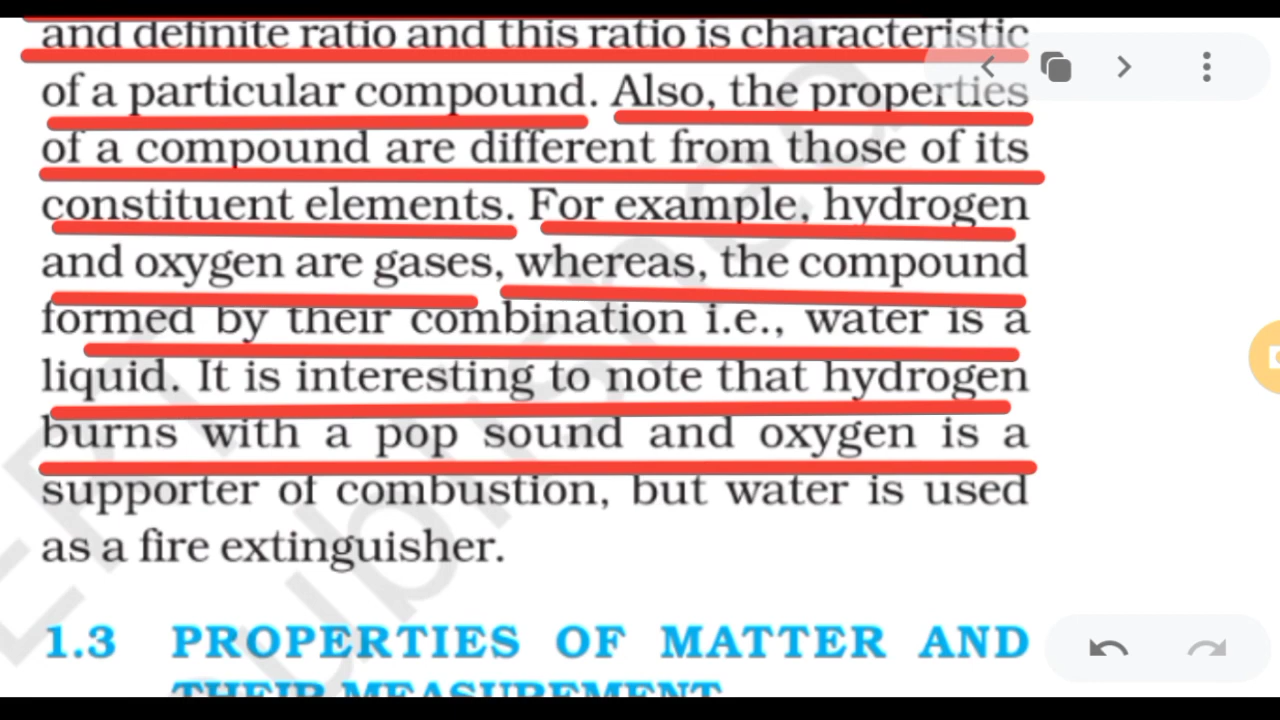 and definite ratio and this ratio is characteristic
of a particular compound. Also, the properties
of a compound are different from those of its
constituent elements. For example, hydrogen
and oxygen are gases, whereas, the compound
formed by their combination i.e., water is a
liquid. It is interesting to note that hydrogen
burns with a pop sound and oxygen is a
supporter of combustion, but water is used
as a fire extinguisher.
1.3 PROPERTIES OF MATTER AND
THEIR MEASUREMENT